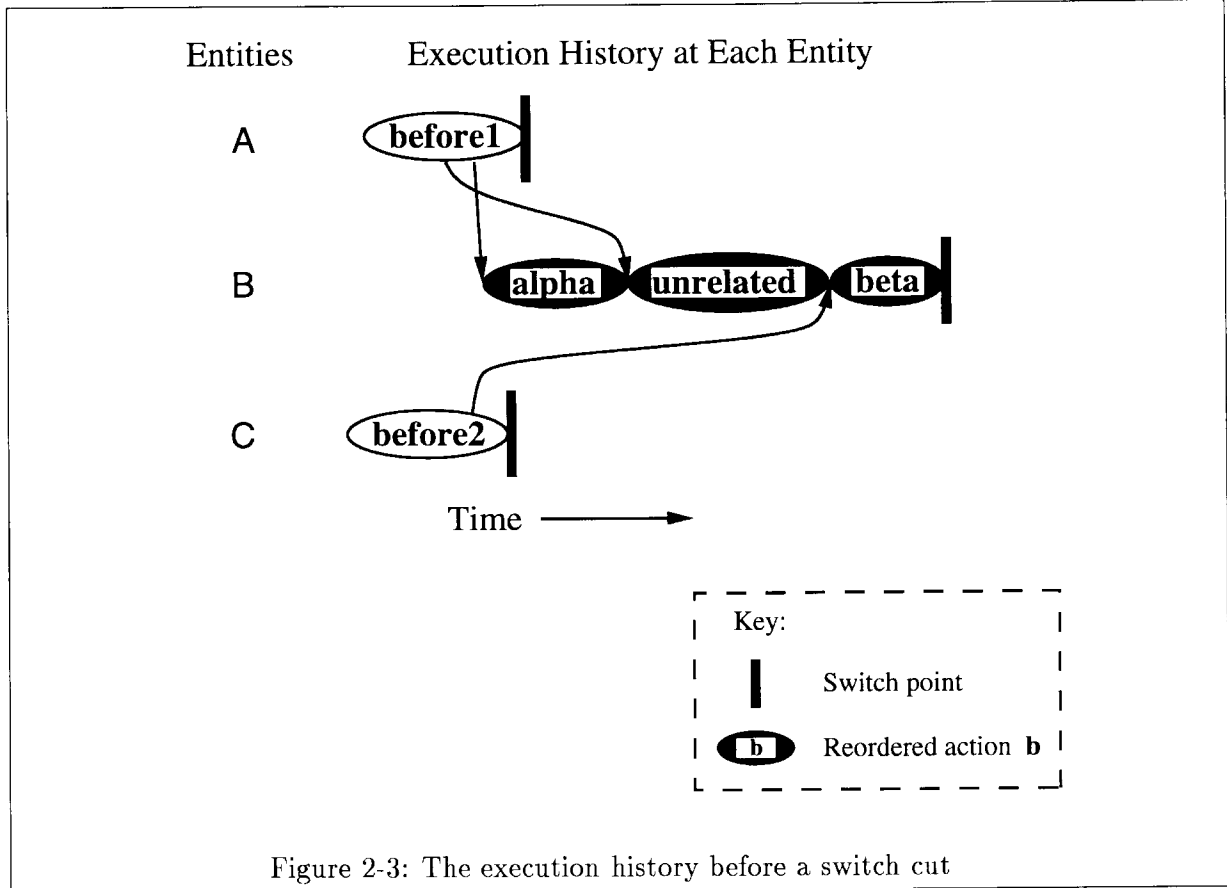 Entities Execution History at Each Entity
A before1
B alpha unrelated beta
C before2
Time
Key:
Switch point
b Reordered action b
Figure 2-3: The execution history before a switch cut